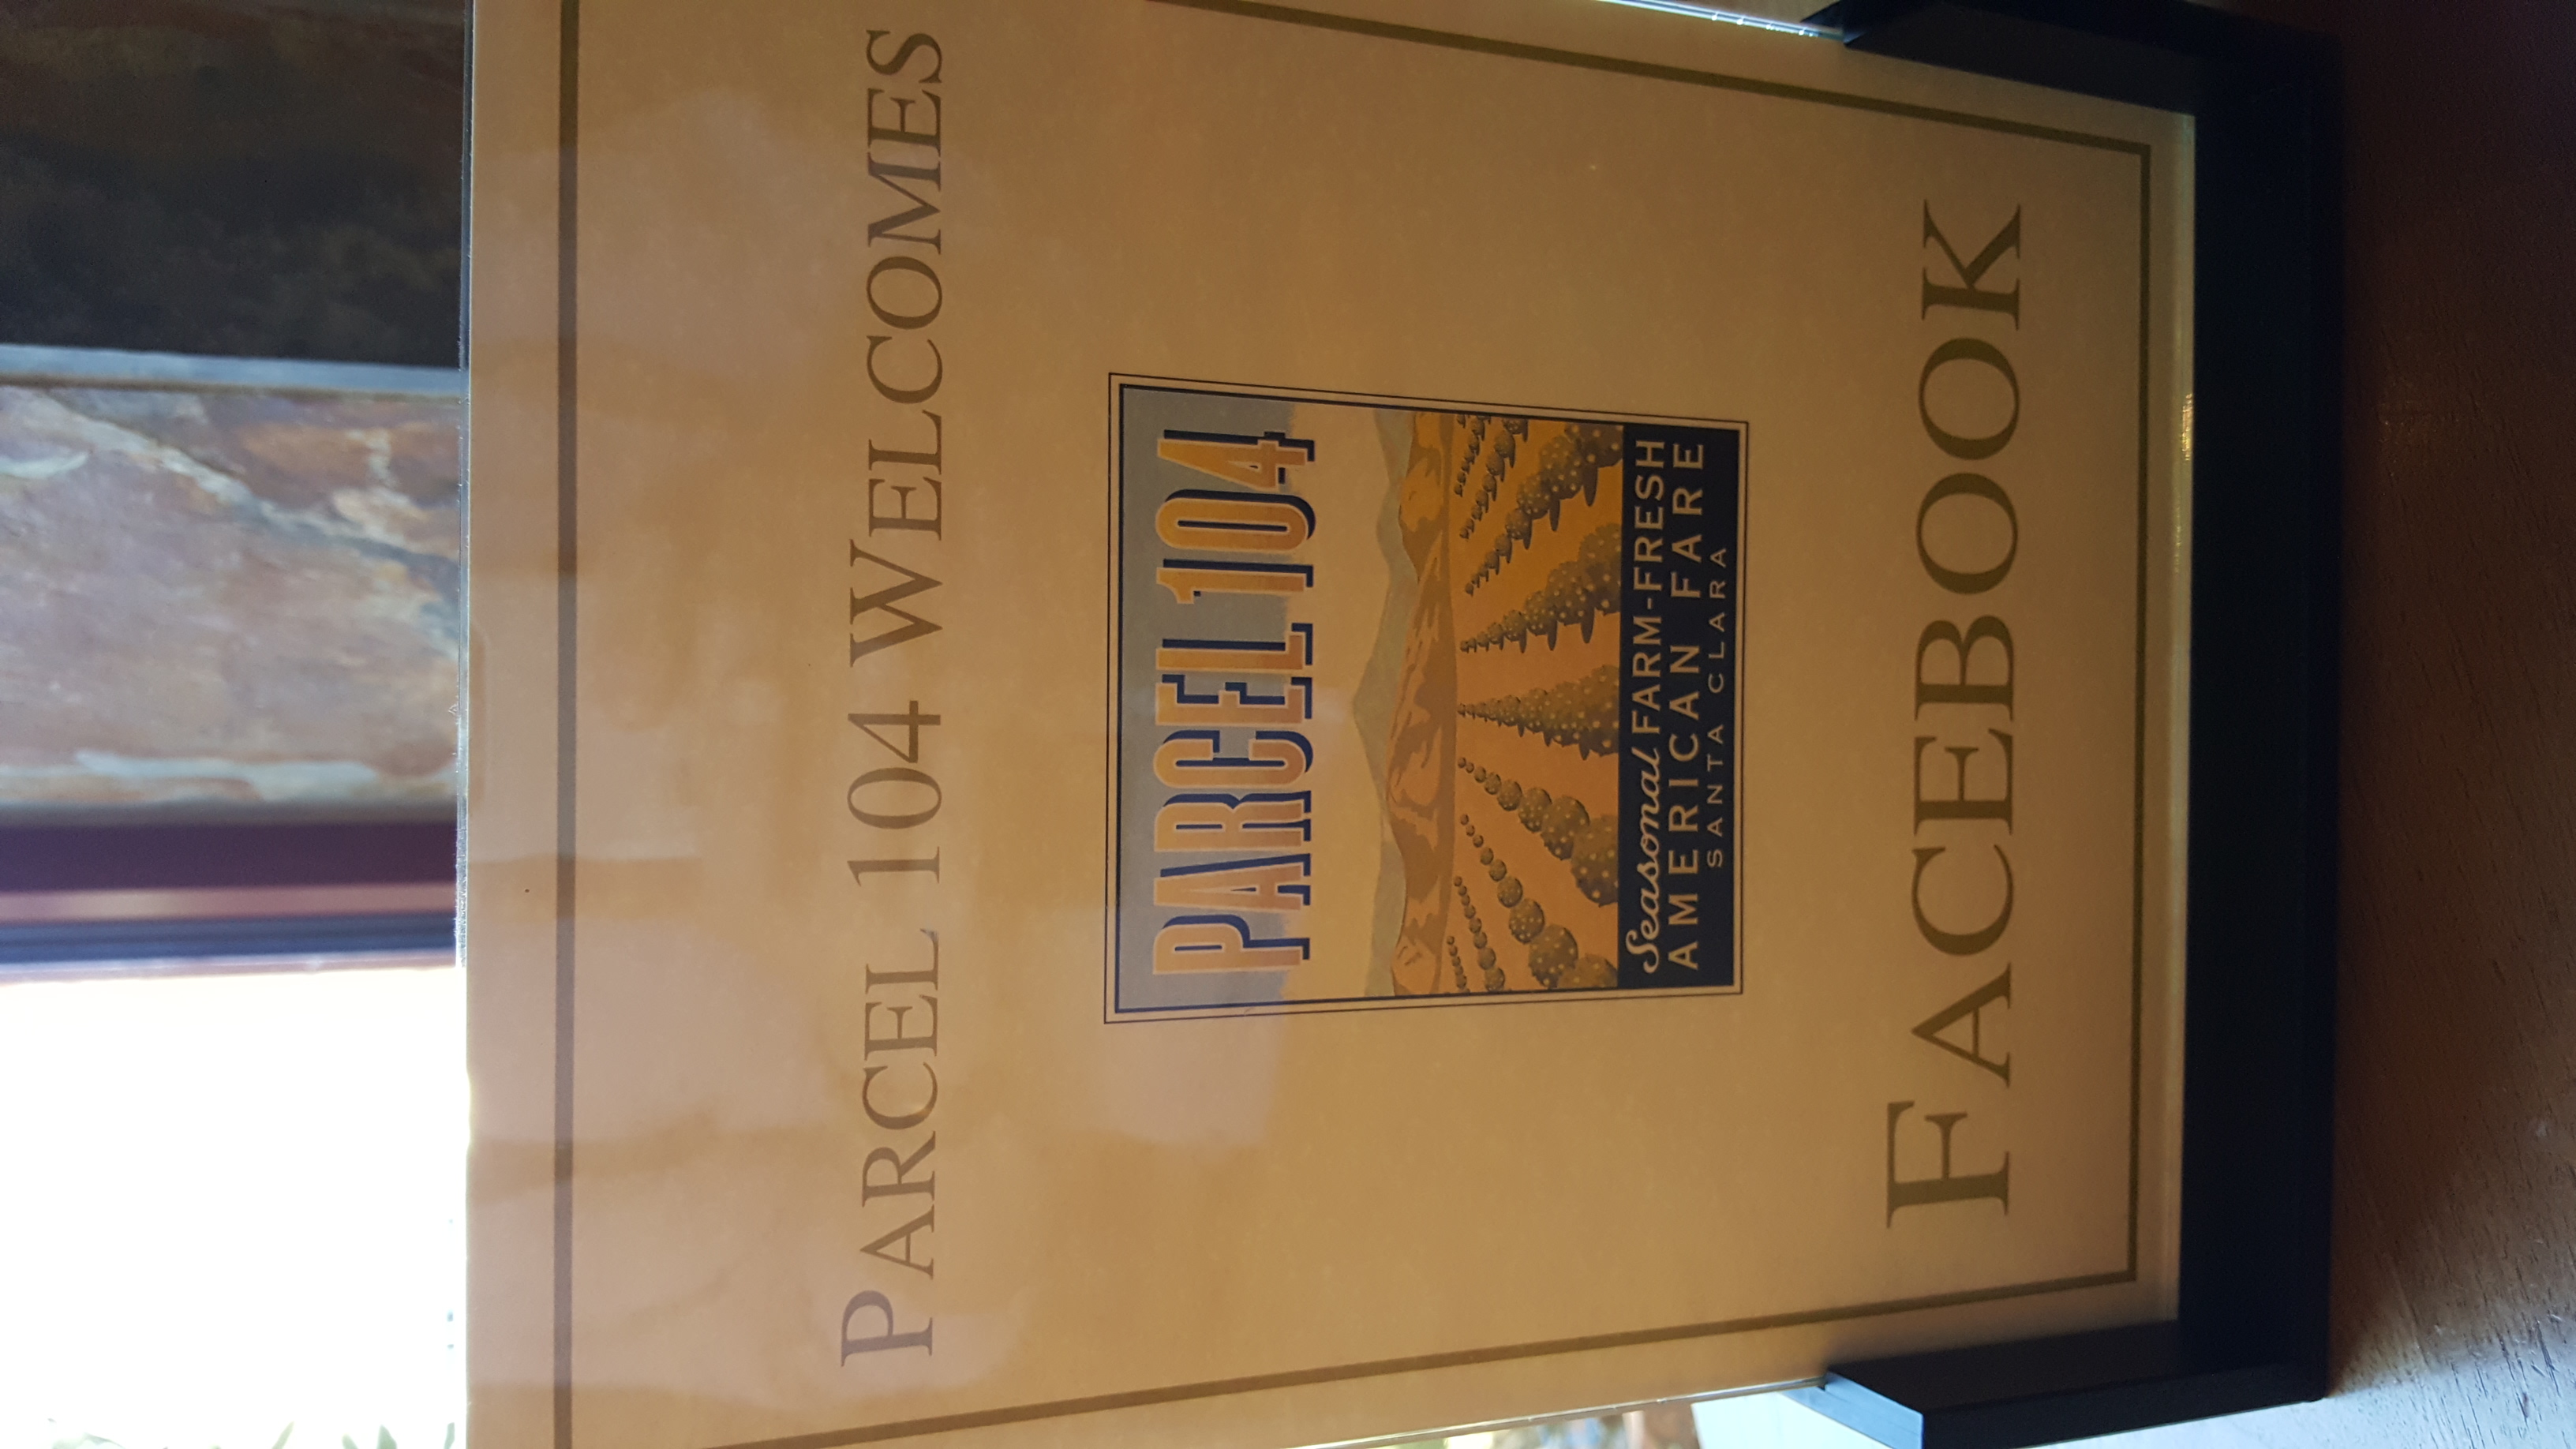 PARCEL 104 WELCOMES
PARCEL 104
Seasonal FARM-FRESH
AMERICAN FARE
SANTA CLARA
FACEBOOK